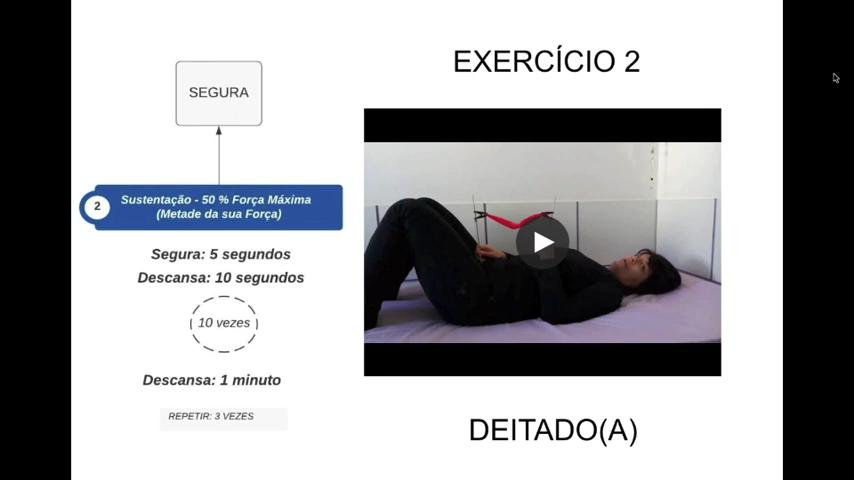 EXERCÍCIO 2
SEGURA
2
Sustentação - 50 % Força Máxima
(Metade da sua Força)
Segura: 5 segundos
Descansa: 10 segundos
10 vezes
Descansa: 1 minuto
REPETIR: 3 VEZES
DEITADO(A)